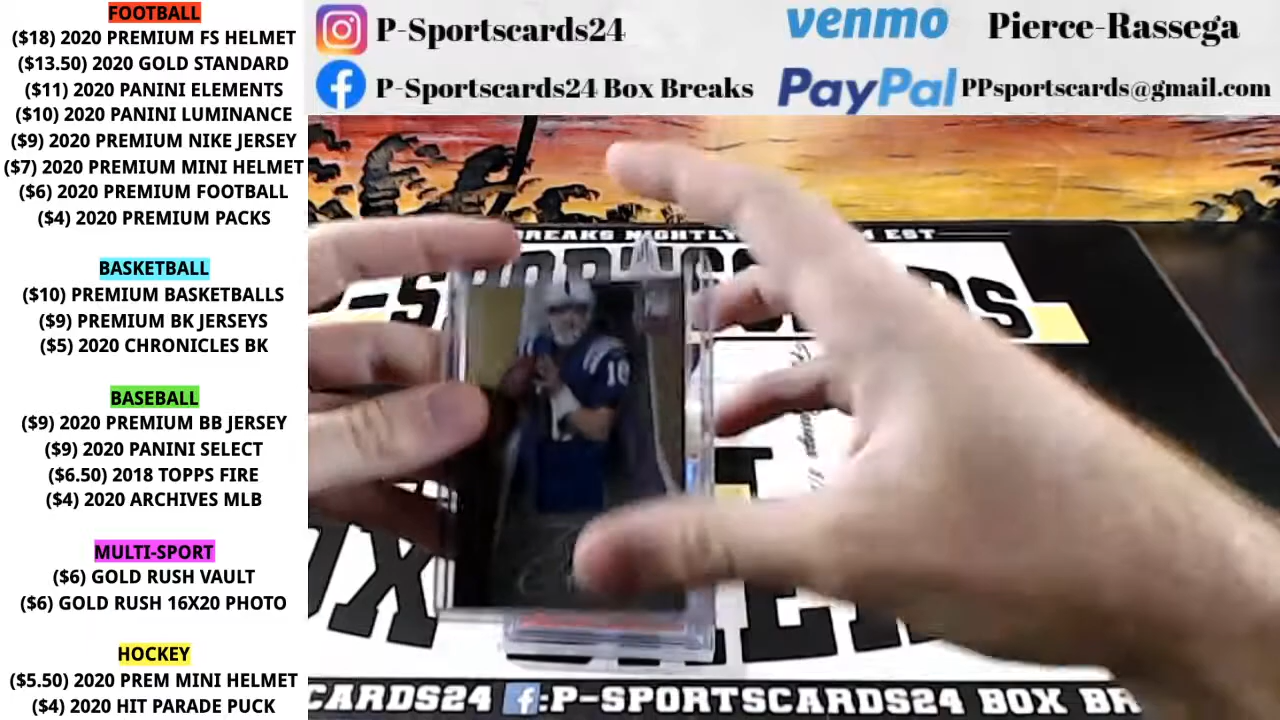 FOOTBALL
($18) 2020 PREMIUM FS HELMET
($13.50) 2020 GOLD STANDARD
($11) 2020 PANINI ELEMENTS
($10) 2020 PANINI LUMINANCE
($9) 2020 PREMIUM NIKE JERSEY
($7) 2020 PREMIUM MINI HELMET
($6) 2020 PREMIUM FOOTBALL
($4) 2020 PREMIUM PACKS
BASKETBALL
($10) PREMIUM BASKETBALLS
($9) PREMIUM BK JERSEYS
($5) 2020 CHRONICLES BK
BASEBALL
($9) 2020 PREMIUM BB JERSEY
($9) 2020 PANINI SELECT
($6.50) 2018 TOPPS FIRE
($4) 2020 ARCHIVES MLB
MULTI-SPORT
($6) GOLD RUSH VAULT
($6) GOLD RUSH 16X20 PHOTO
HOCKEY
($5.50) 2020 PREM MINI HELMET
($4) 2020 HIT PARADE PUCK
P-Sportscards24
P-Sportscards24 Box Breaks
venmo Pierce-Rassega
PayPal PPsportscards@gmail.com
BREAKS NIGHTLY EST
18
CARDS24 f:P-SPORTSCARDS24 BOX BR